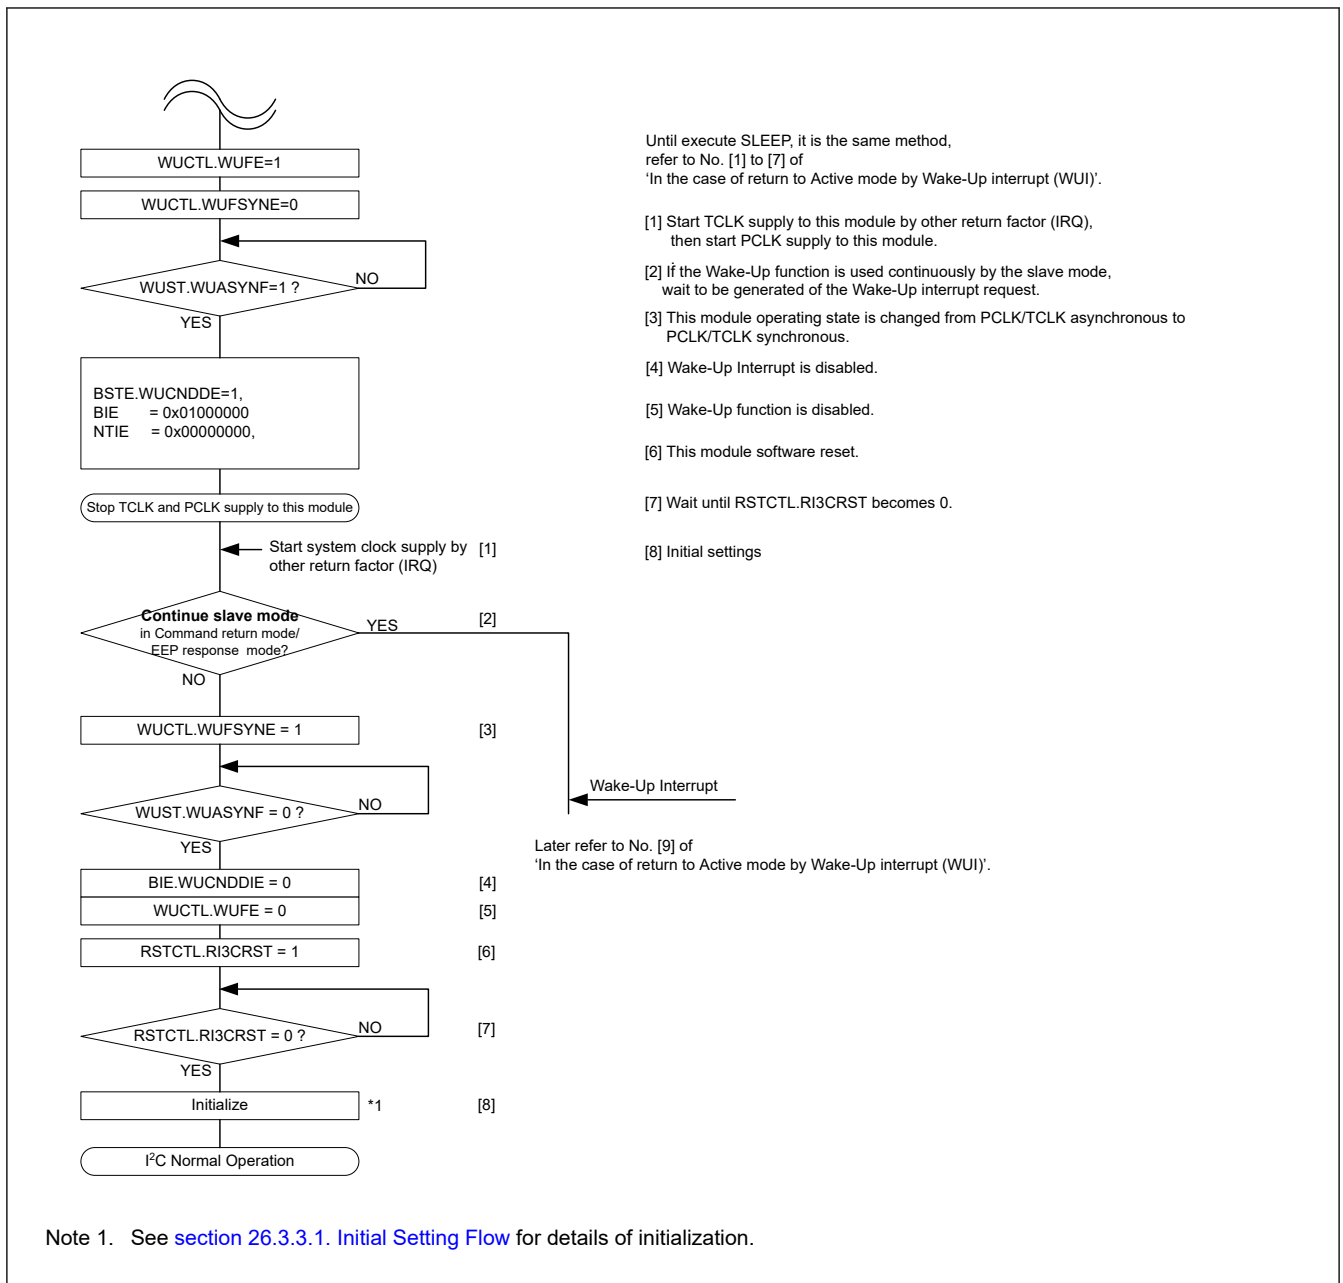 WUCTL.WUFE=1
WUCTL.WUFSYNE=0
WUST.WUASYNF=1 ?
NO
YES
BSTE.WUCNDDE=1,
BIE = 0x01000000
NTIE = 0x00000000,
Stop TCLK and PCLK supply to this module
Start system clock supply by
other return factor (IRQ)
[1]
Continue slave mode
in Command return mode/
EEP response mode?
YES
[2]
NO
WUCTL.WUFSYNE = 1
[3]
WUST.WUASYNF = 0 ?
NO
YES
Wake-Up Interrupt
Later refer to No. [9] of
‘In the case of return to Active mode by Wake-Up interrupt (WUI)’.
BIE.WUCNDDIE = 0
[4]
WUCTL.WUFE = 0
[5]
RSTCTL.RI3CRST = 1
[6]
RSTCTL.RI3CRST = 0 ?
NO
[7]
YES
Initialize
*1
[8]
I²C Normal Operation
Until execute SLEEP, it is the same method,
refer to No. [1] to [7] of
‘In the case of return to Active mode by Wake-Up interrupt (WUI)’.
[1] Start TCLK supply to this module by other return factor (IRQ),
then start PCLK supply to this module.
[2] If the Wake-Up function is used continuously by the slave mode,
wait to be generated of the Wake-Up interrupt request.
[3] This module operating state is changed from PCLK/TCLK asynchronous to
PCLK/TCLK synchronous.
[4] Wake-Up Interrupt is disabled.
[5] Wake-Up function is disabled.
[6] This module software reset.
[7] Wait until RSTCTL.RI3CRST becomes 0.
[8] Initial settings
Note 1. See section 26.3.3.1. Initial Setting Flow for details of initialization.